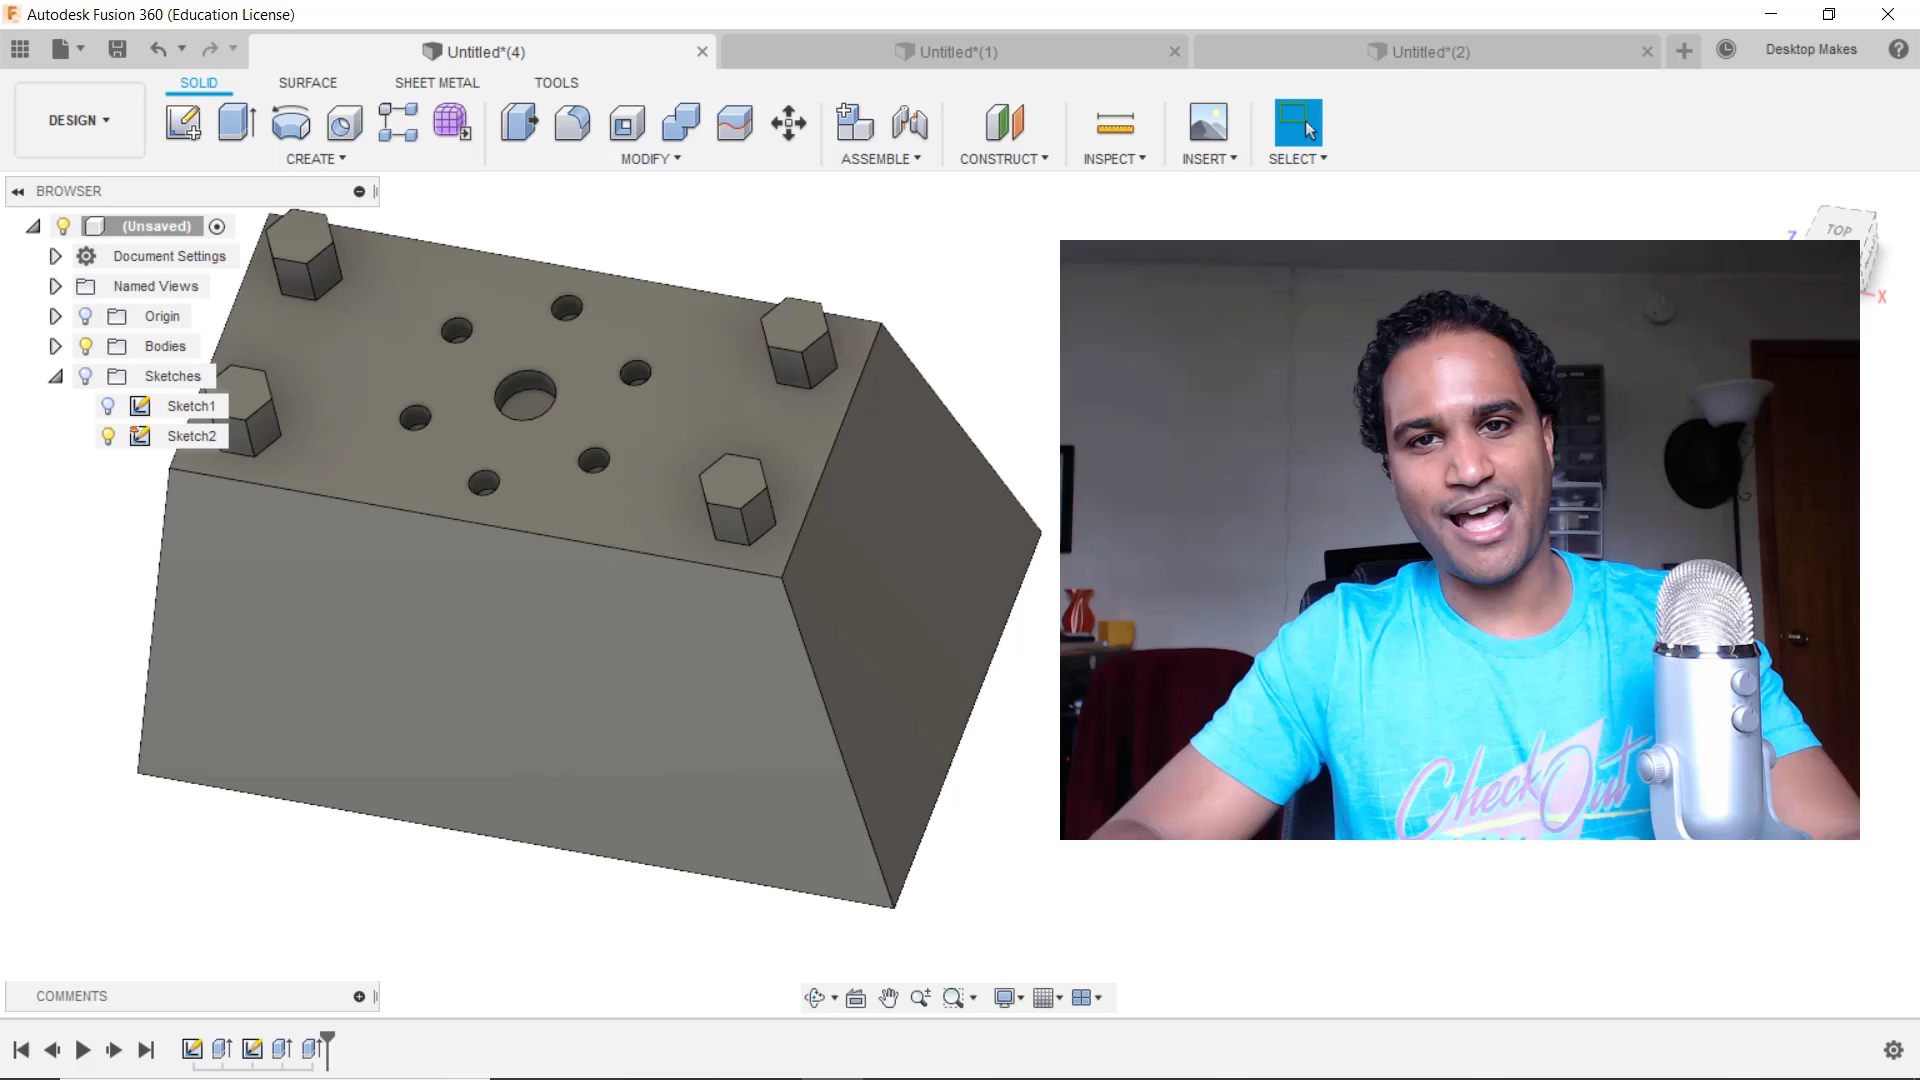 Autodesk Fusion 360 (Education License)
Untitled*(4)
Untitled*(1)
Untitled*(2)
Desktop Makes
SOLID
SURFACE
SHEET METAL
TOOLS
DESIGN
CREATE
MODIFY
ASSEMBLE
CONSTRUCT
INSPECT
INSERT
SELECT
BROWSER
(Unsaved)
Document Settings
Named Views
Origin
Bodies
Sketches
Sketch1
Sketch2
TOP
Z
X
Check Out
COMMENTS